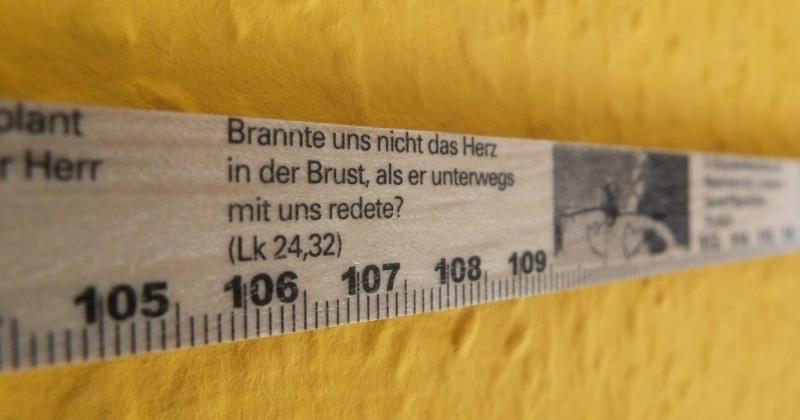 plant
r Herr
Brannte uns nicht das Herz
in der Brust, als er unterwegs
mit uns redete?
(Lk 24,32)
105 106 107 108 109